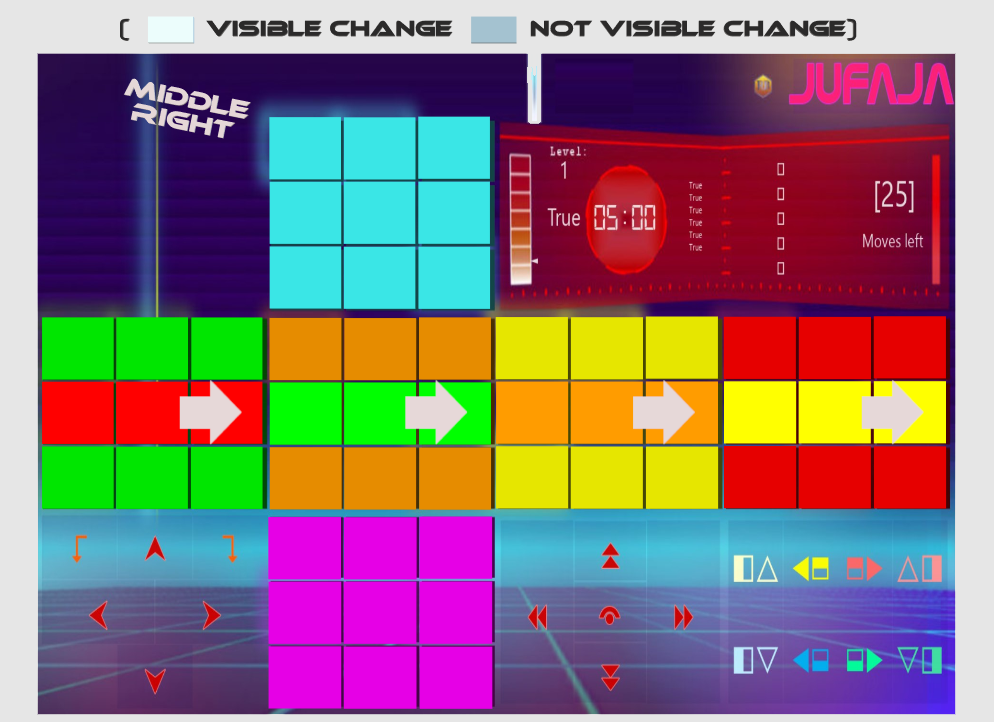 ( VISIBLE CHANGE NOT VISIBLE CHANGE)
MIDDLE
RIGHT
JUFAJA
Level:
1
True
05:00
True
True
True
True
True
True
[25]
Moves left